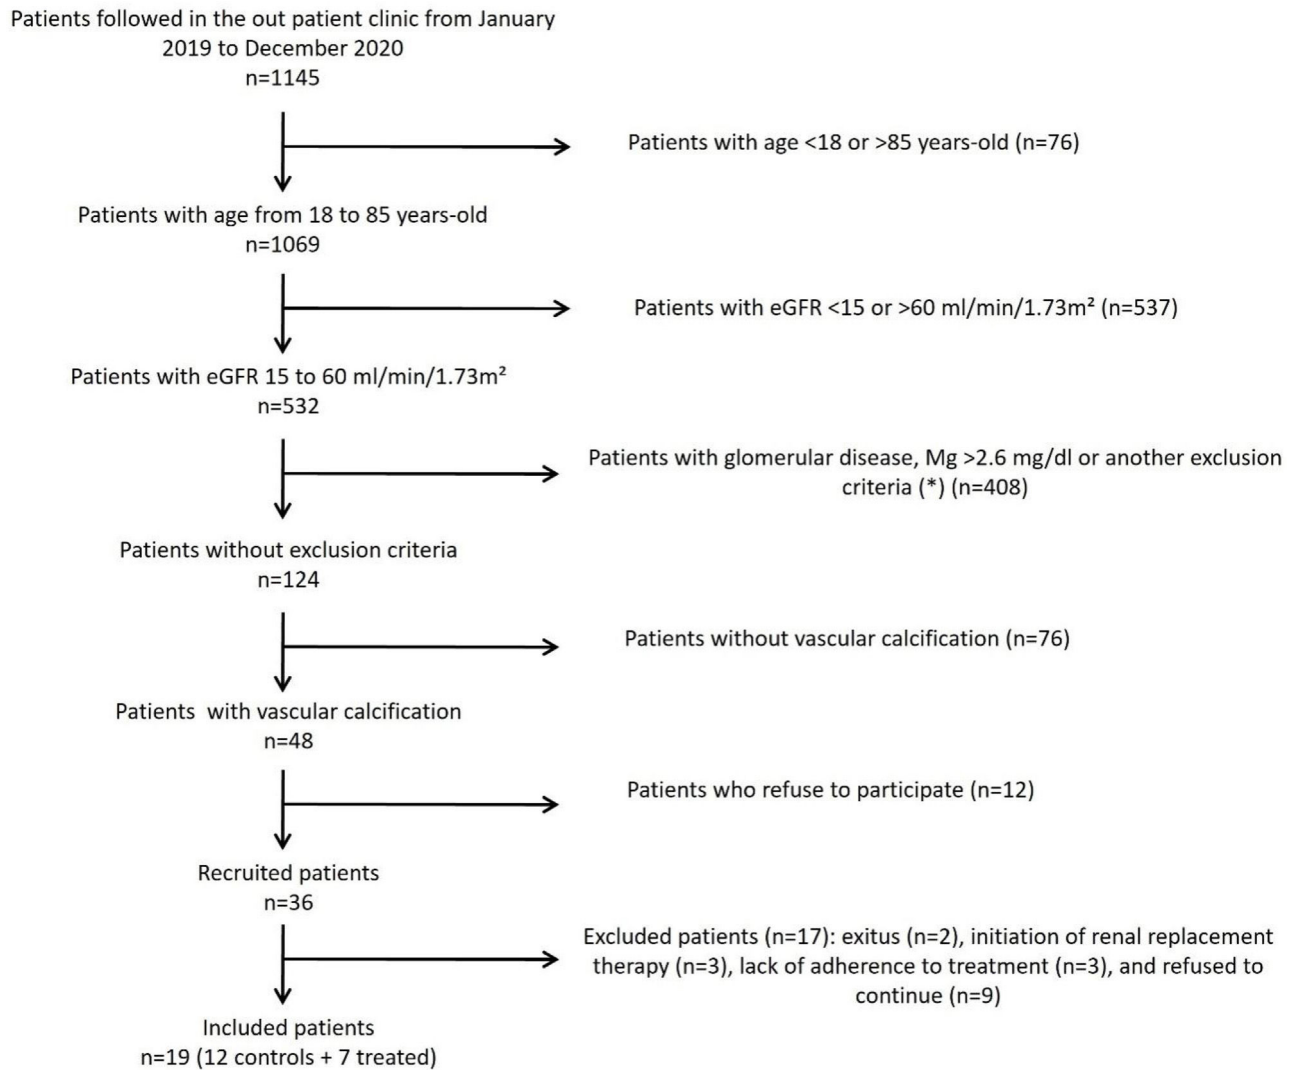 Patients followed in the out patient clinic from January
2019 to December 2020
n=1145
Patients with age <18 or >85 years-old (n=76)
Patients with age from 18 to 85 years-old
n=1069
Patients with eGFR <15 or >60 ml/min/1.73m² (n=537)
Patients with eGFR 15 to 60 ml/min/1.73m²
n=532
Patients with glomerular disease, Mg >2.6 mg/dl or another exclusion
criteria (*) (n=408)
Patients without exclusion criteria
n=124
Patients without vascular calcification (n=76)
Patients with vascular calcification
n=48
Patients who refuse to participate (n=12)
Recruited patients
n=36
Excluded patients (n=17): exitus (n=2), initiation of renal replacement
therapy (n=3), lack of adherence to treatment (n=3), and refused to
continue (n=9)
Included patients
n=19 (12 controls + 7 treated)